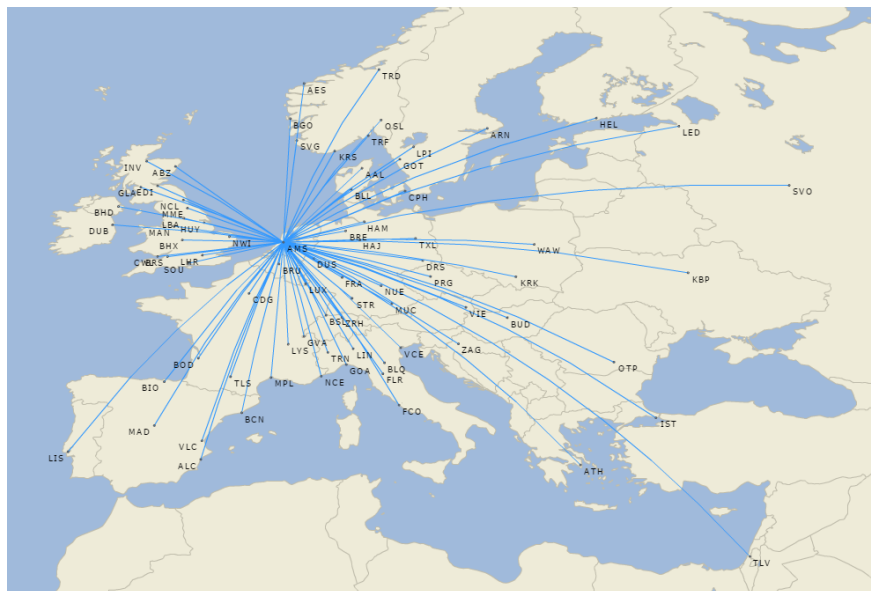 TRD
AES
BGO
OSL
HEL
LED
ARN
TRF
SVG
LPI
KRS
GOT
INV
ABZ
AAL
GLA
EDI
BLL
CPH
SVO
NCL
BHD
MME
LBA
HUY
DUB
MAN
HAM
BRE
NWI
BHX
AMS
HAJ
TXL
WAW
CWL
BRS
LHR
SOU
DUS
DRS
BRU
KBP
LUX
FRA
PRG
KRK
NUE
CDG
STR
MUC
VIE
BSL
ZRH
BUD
GVA
LYS
LIN
VCE
ZAG
TRN
BOD
GOA
BLQ
OTP
BIO
TLS
MPL
NCE
FLR
FCO
BCN
IST
MAD
VLC
LIS
ALC
ATH
TLV